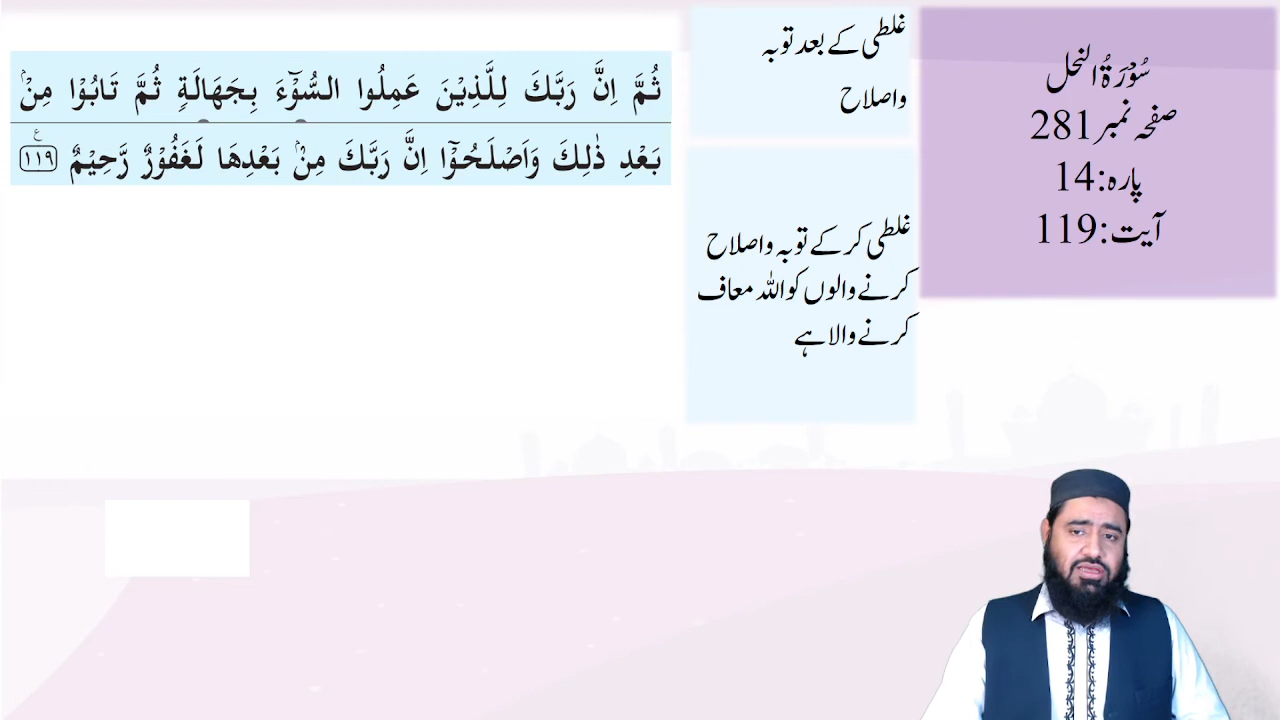 سُوْرَةُ النحل
صفحہ نمبر 281
پارہ:14
آیت:119
غلطی کے بعد توبہ
واصلاح
غلطی کر کے توبہ واصلاح
کرنے والوں کو اللہ معاف
کرنے والا ہے
ثُمَّ اِنَّ رَبَّكَ لِلَّذِيْنَ عَمِلُوا السُّوْٓءَ بِجَهَالَةٍ ثُمَّ تَابُوْا مِنْۢ
بَعْدِ ذٰلِكَ وَاَصْلَحُوْٓا اِنَّ رَبَّكَ مِنْۢ بَعْدِهَا لَغَفُوْرٌ رَّحِيْمٌ ۧ ١١٩